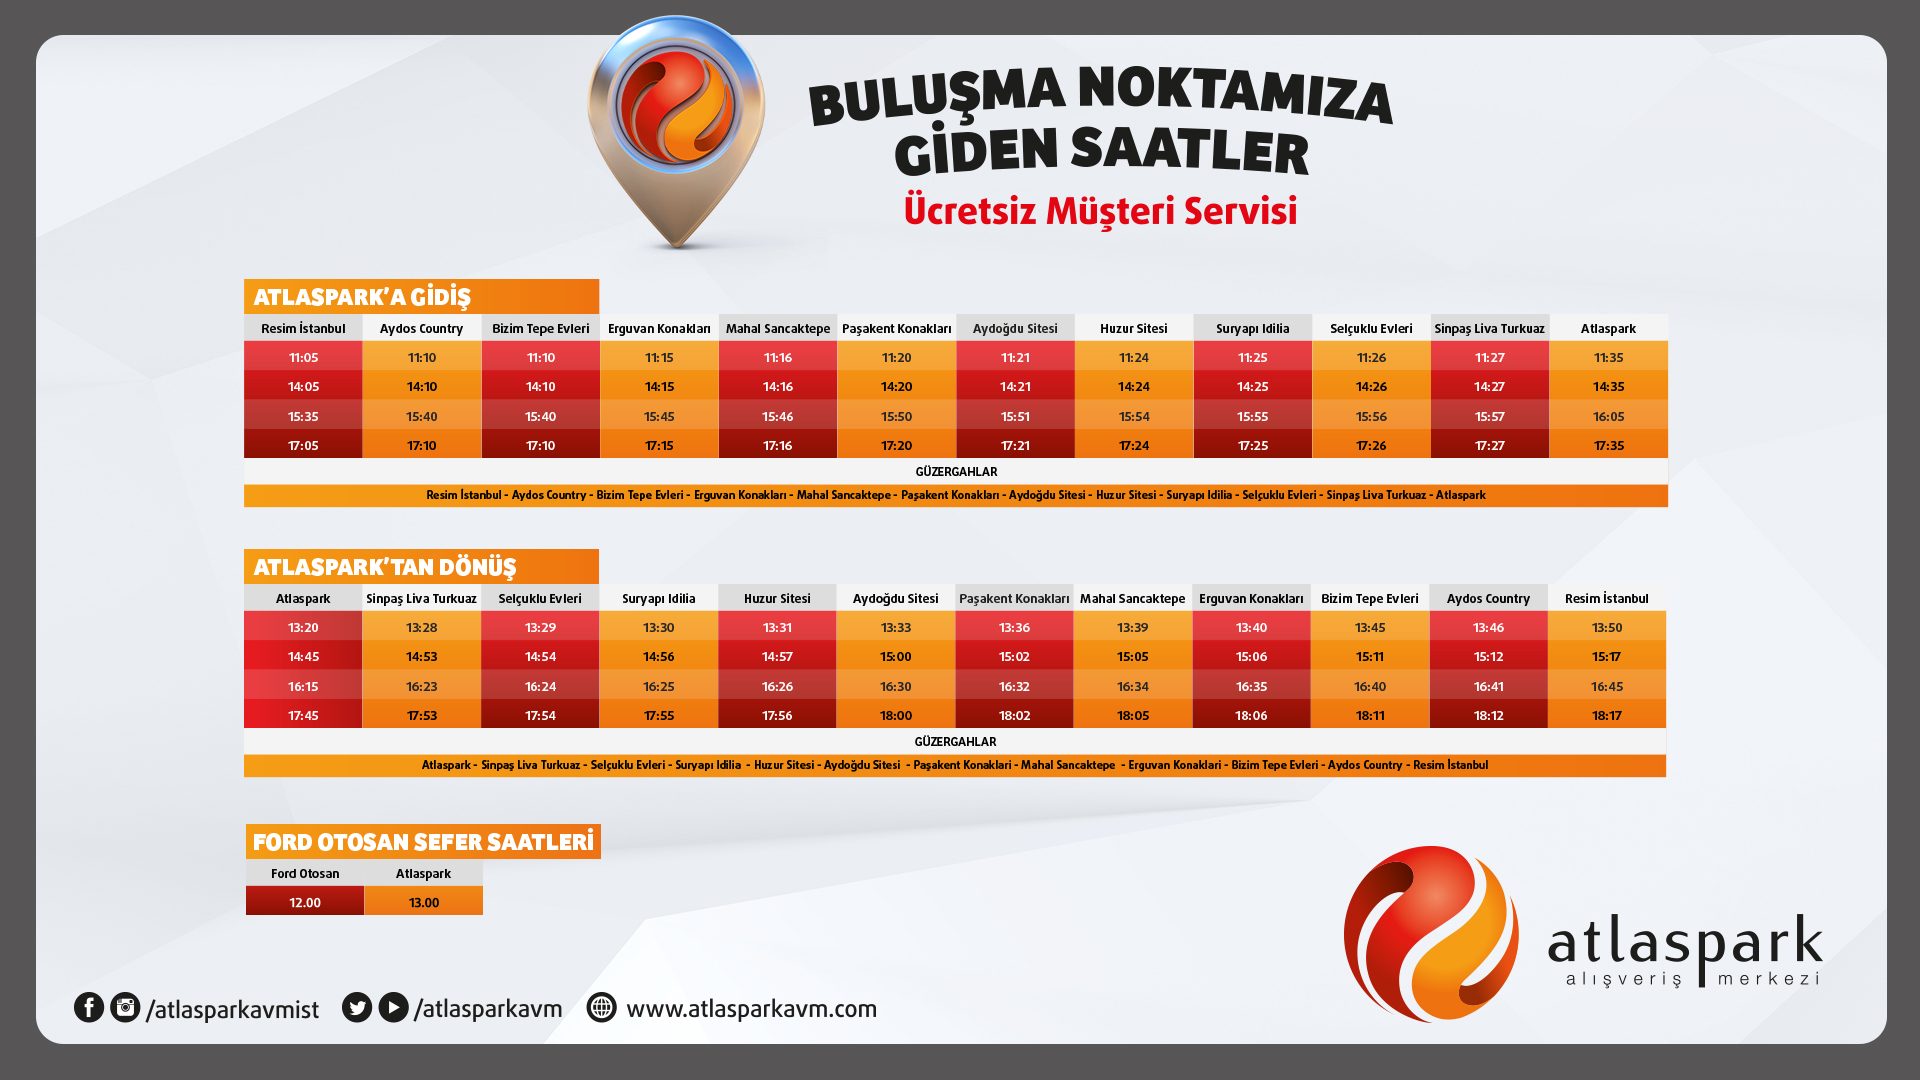 BULUŞMA NOKTAMIZA
GİDEN SAATLER
Ücretsiz Müşteri Servisi
ATLASPARK'A GİDİŞ
Resim İstanbul Aydos Country Bizim Tepe Evleri Erguvan Konakları Mahal Sancaktepe Paşakent Konakları Aydoğdu Sitesi Huzur Sitesi Suryapı Idilia Selçuklu Evleri Sinpaş Liva Turkuaz Atlaspark
11:05 11:10 11:10 11:15 11:16 11:20 11:21 11:24 11:25 11:26 11:27 11:35
14:05 14:10 14:10 14:15 14:16 14:20 14:21 14:24 14:25 14:26 14:27 14:35
15:35 15:40 15:40 15:45 15:46 15:50 15:51 15:54 15:55 15:56 15:57 16:05
17:05 17:10 17:10 17:15 17:16 17:20 17:21 17:24 17:25 17:26 17:27 17:35
GÜZERGAHLAR
Resim İstanbul - Aydos Country - Bizim Tepe Evleri - Erguvan Konakları - Mahal Sancaktepe - Paşakent Konakları - Aydoğdu Sitesi - Huzur Sitesi - Suryapı Idilia - Selçuklu Evleri - Sinpaş Liva Turkuaz - Atlaspark
ATLASPARK'TAN DÖNÜŞ
Atlaspark Sinpaş Liva Turkuaz Selçuklu Evleri Suryapı Idilia Huzur Sitesi Aydoğdu Sitesi Paşakent Konakları Mahal Sancaktepe Erguvan Konakları Bizim Tepe Evleri Aydos Country Resim İstanbul
13:20 13:28 13:29 13:30 13:31 13:33 13:36 13:39 13:40 13:45 13:46 13:50
14:45 14:53 14:54 14:56 14:57 15:00 15:02 15:05 15:06 15:11 15:12 15:17
16:15 16:23 16:24 16:25 16:26 16:30 16:32 16:34 16:35 16:40 16:41 16:45
17:45 17:53 17:54 17:55 17:56 18:00 18:02 18:05 18:06 18:11 18:12 18:17
GÜZERGAHLAR
Atlaspark - Sinpaş Liva Turkuaz - Selçuklu Evleri - Suryapı Idilia - Huzur Sitesi - Aydoğdu Sitesi - Paşakent Konaklari - Mahal Sancaktepe - Erguvan Konaklari - Bizim Tepe Evleri - Aydos Country - Resim İstanbul
FORD OTOSAN SEFER SAATLERİ
Ford Otosan Atlaspark
12.00 13.00
atlaspark
alışveriş merkezi
/atlasparkavmist /atlasparkavm www.atlasparkavm.com